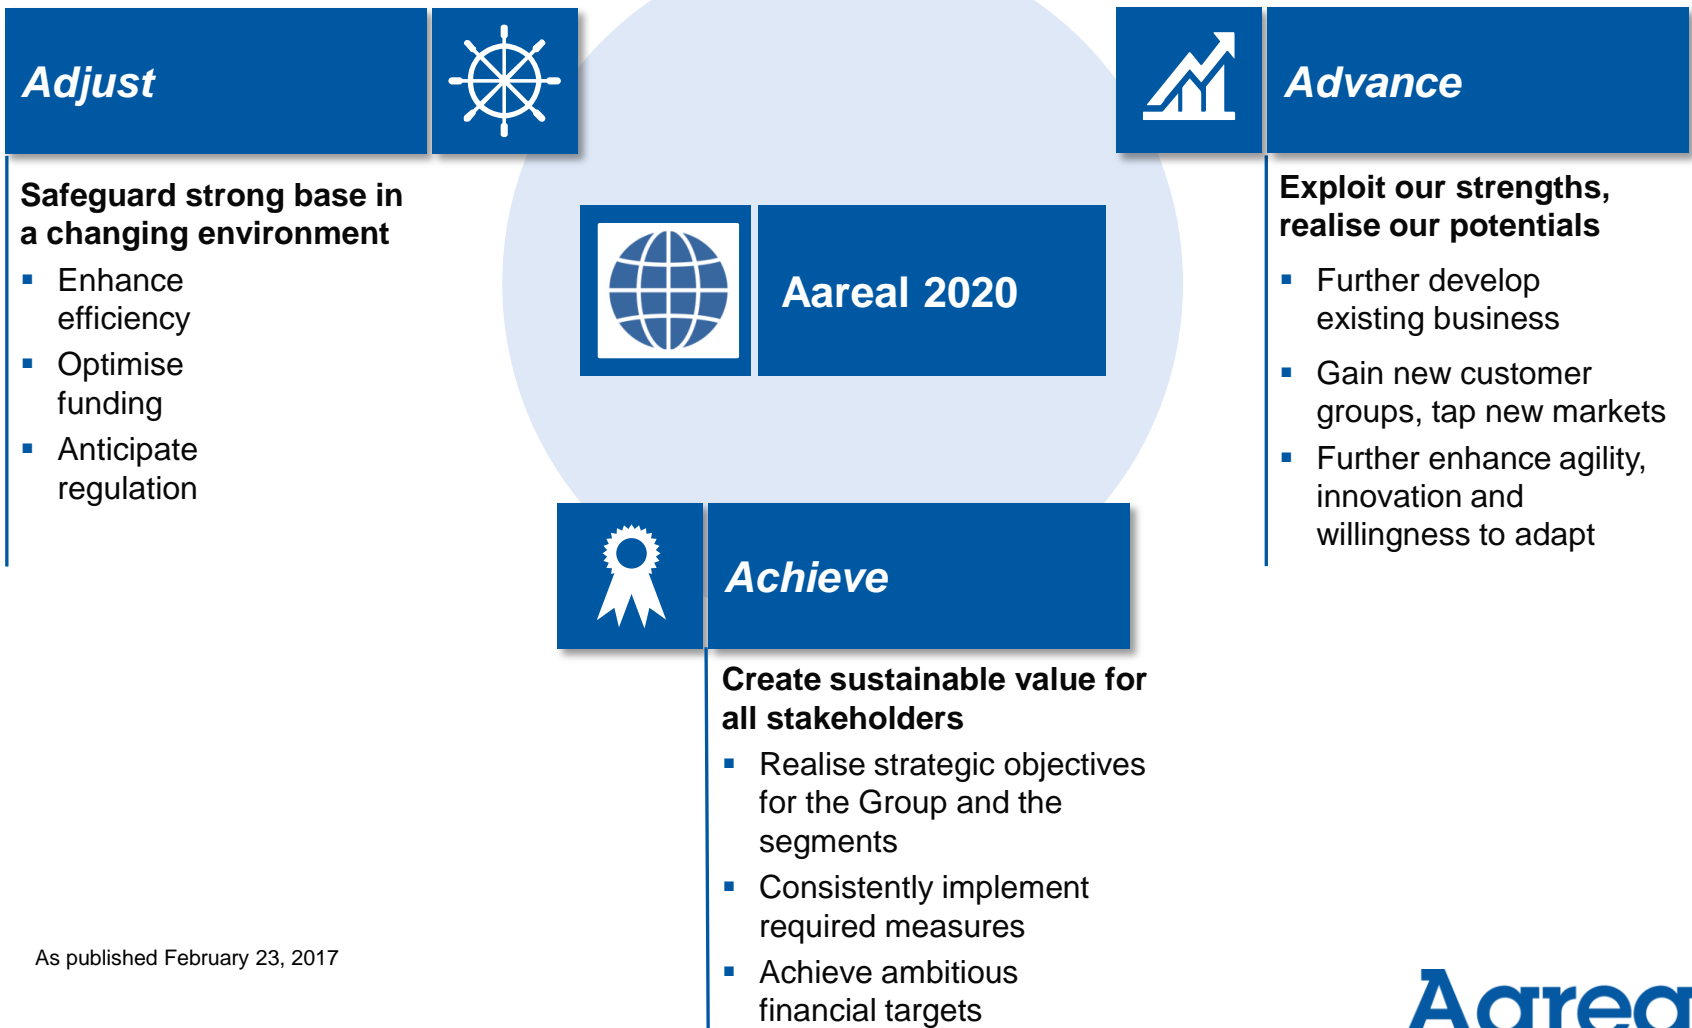 Adjust
Safeguard strong base in
a changing environment
▪ Enhance
efficiency
▪ Optimise
funding
▪ Anticipate
regulation
Aareal 2020
Advance
Exploit our strengths,
realise our potentials
▪ Further develop
existing business
▪ Gain new customer
groups, tap new markets
▪ Further enhance agility,
innovation and
willingness to adapt
Achieve
Create sustainable value for
all stakeholders
▪ Realise strategic objectives
for the Group and the
segments
▪ Consistently implement
required measures
▪ Achieve ambitious
financial targets
As published February 23, 2017